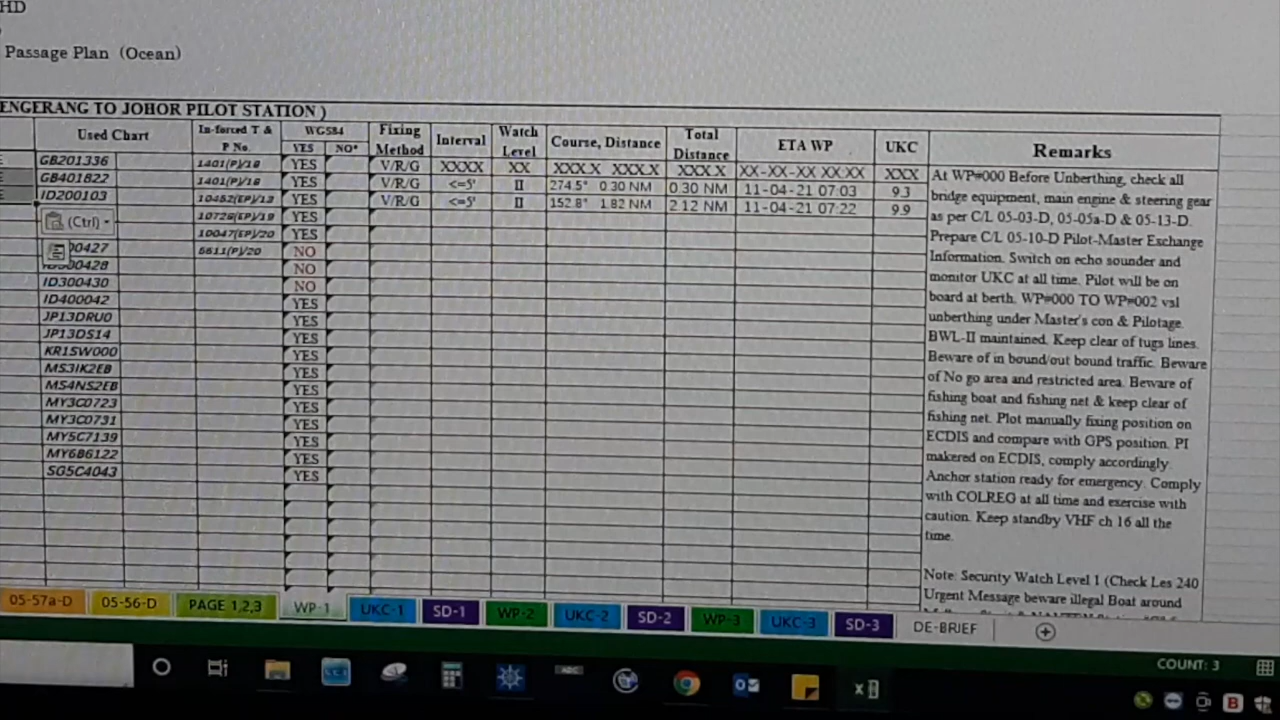 HD
Passage Plan (Ocean)
ENGERANG TO JOHOR PILOT STATION )
Used Chart In-forced T & P No. WG584 YES NO* Fixing Method Interval Watch Level Course, Distance Total Distance ETA WP UKC Remarks
GB201336 1401(P)/18 YES V/R/G XXXX XX XXX.X XXX.X XXX.X XX-XX-XX XX:XX XXX
GB401822 1401(P)/18 YES V/R/G <=5' II 274.5° 0.30 NM 0.30 NM 11-04-21 07:03 9.3
ID200103 YES V/R/G <=5' II 152.8° 1.82 NM 2.12 NM 11-04-21 07:22 9.9
(Ctrl) YES
10047(EP)/20 YES
00427 6611(P)/20 NO
00428 NO
ID300430 NO
ID400042 YES
JP13DRU0 YES
JP13DS14 YES
KR1SW000 YES
MS3IK2EB YES
MS4NS2EB YES
MY3C0723 YES
MY3C0731 YES
MY5C7139 YES
MY6B6122 YES
SG5C4043 YES
At WP#000 Before Unberthing, check all
bridge equipment, main engine & steering gear
as per C/L 05-03-D, 05-05a-D & 05-13-D.
Prepare C/L 05-10-D Pilot-Master Exchange
Information. Switch on echo sounder and
monitor UKC at all time. Pilot will be on
board at berth. WP#000 TO WP#002 vsl
unberthing under Master's con & Pilotage.
BWL-II maintained. Keep clear of tugs lines.
Beware of in bound/out bound traffic. Beware
of No go area and restricted area. Beware of
fishing boat and fishing net & keep clear of
fishing net. Plot manually fixing position on
ECDIS and compare with GPS position. PI
makered on ECDIS, comply accordingly.
Anchor station ready for emergency. Comply
with COLREG at all time and exercise with
caution. Keep standby VHF ch 16 all the
time.
Note: Security Watch Level 1 (Check Les 240
Urgent Message beware illegal Boat around
05-57a-D 05-56-D PAGE 1,2,3 WP-1 UKC-1 SD-1 WP-2 UKC-2 SD-2 WP-3 UKC-3 SD-3 DE-BRIEF
COUNT: 3
ABC
B